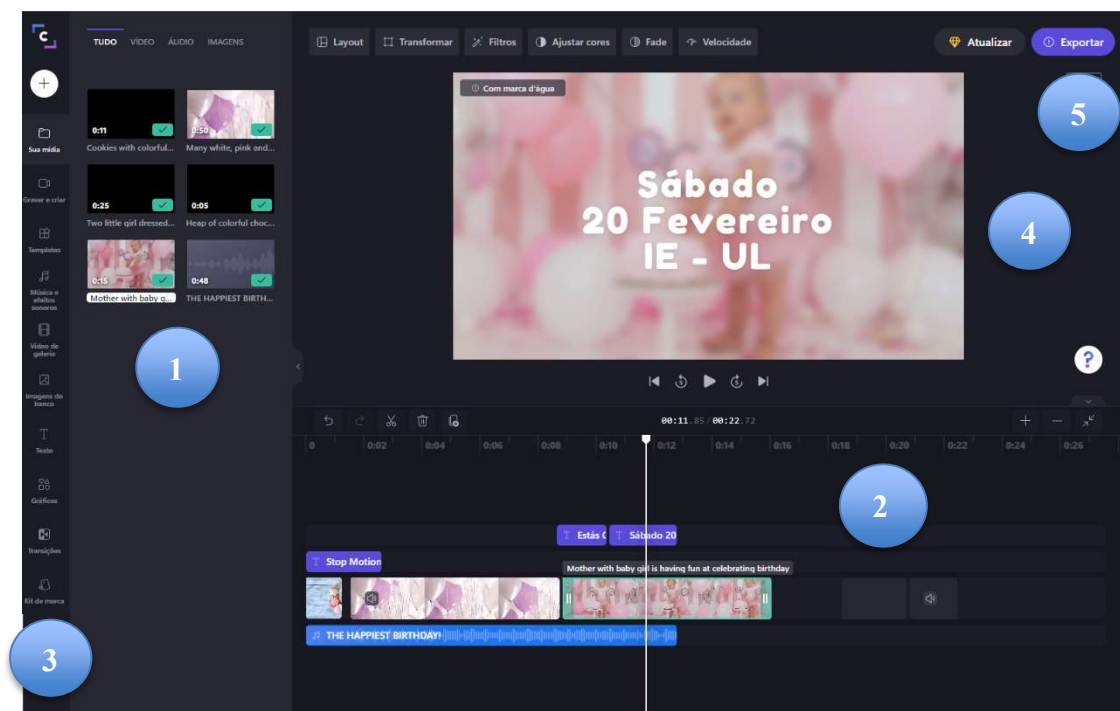 TUDO VÍDEO ÁUDIO IMAGENS
Layout Transformar Filtros Ajustar cores Fade Velocidade
Atualizar Exportar
Sua mídia
Gravar e criar
Templates
Música e
efeitos
sonoros
Vídeo de
galeria
Imagens do
banco
Texto
Gráficos
Transições
Kit de marca
0:11
Cookies with colorful...
0:50
Many white, pink and...
0:25
Two little girl dressed...
0:05
Heap of colorful choc...
0:15
Mother with baby g...
0:48
THE HAPPIEST BIRTH...
1
Com marca d'água
Sábado
20 Fevereiro
IE - UL
5
4
?
00:11.85 / 00:22.72
0 0:02 0:04 0:06 0:08 0:10 0:12 0:14 0:16 0:18 0:20 0:22 0:24 0:26
2
T Estás T Sábado 20
T Stop Motion
Mother with baby girl is having fun at celebrating birthday
THE HAPPIEST BIRTHDAY!
3